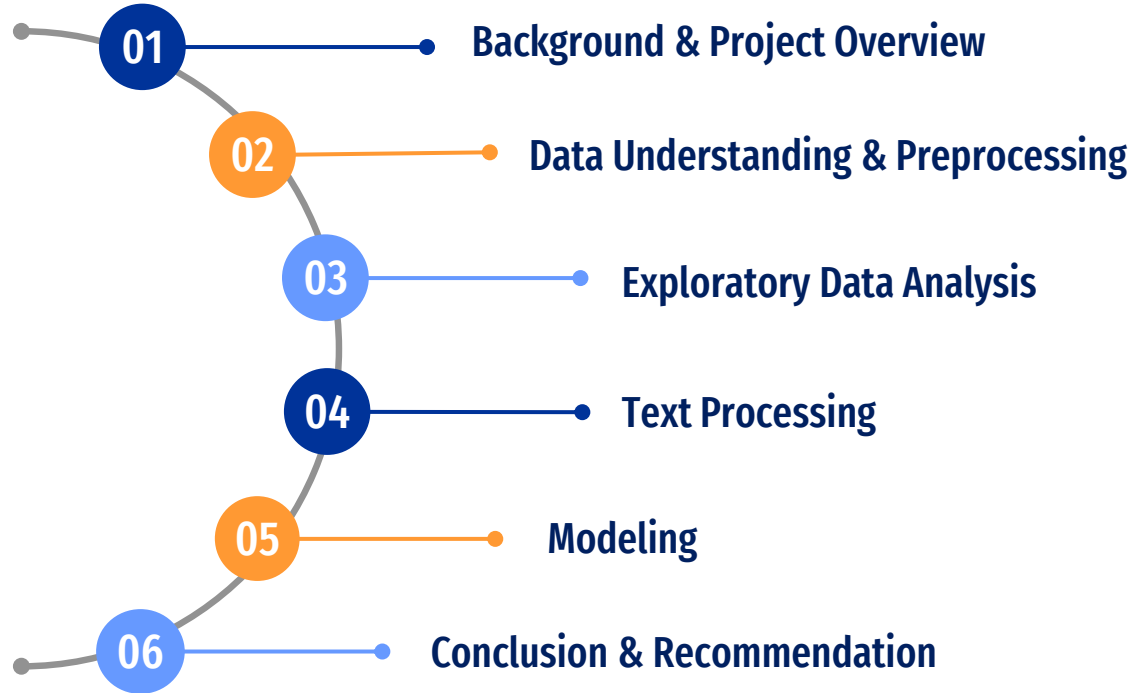 01 Background & Project Overview
02 Data Understanding & Preprocessing
03 Exploratory Data Analysis
04 Text Processing
05 Modeling
06 Conclusion & Recommendation